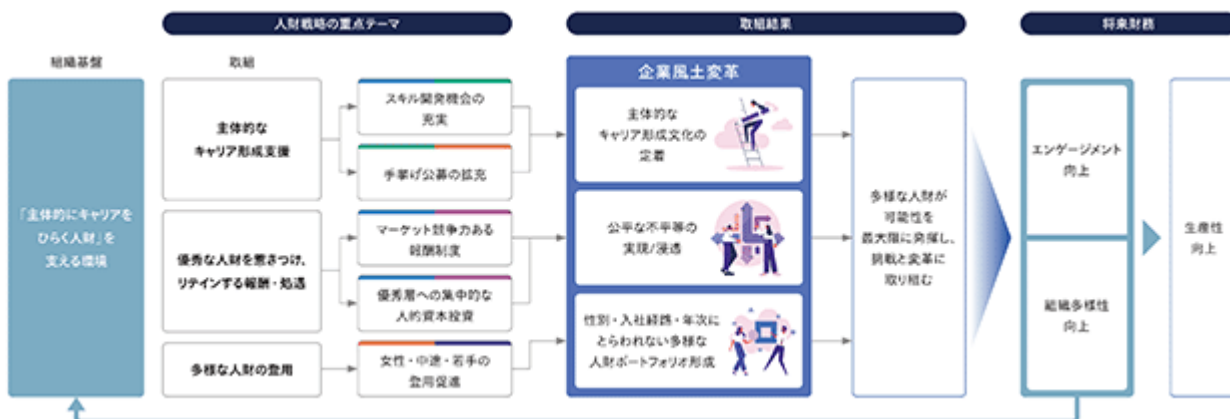 人財戦略の重点テーマ
取組結果
将来財務
組織基盤
取組
「主体的にキャリアを
ひらく人財」を
支える環境
主体的な
キャリア形成支援
スキル開発機会の
充実
手挙げ公募の拡充
優秀な人財を惹きつけ、
リテインする報酬・処遇
マーケット競争力ある
報酬制度
優秀層への集中的な
人的資本投資
多様な人財の登用
女性・中途・若手の
登用促進
企業風土変革
主体的な
キャリア形成文化の
定着
公平な不平等の
実現/浸透
性別・入社経路・年次に
とらわれない多様な
人財ポートフォリオ形成
多様な人財が
可能性を
最大限に発揮し、
挑戦と変革に
取り組む
エンゲージメント
向上
組織多様性
向上
生産性
向上